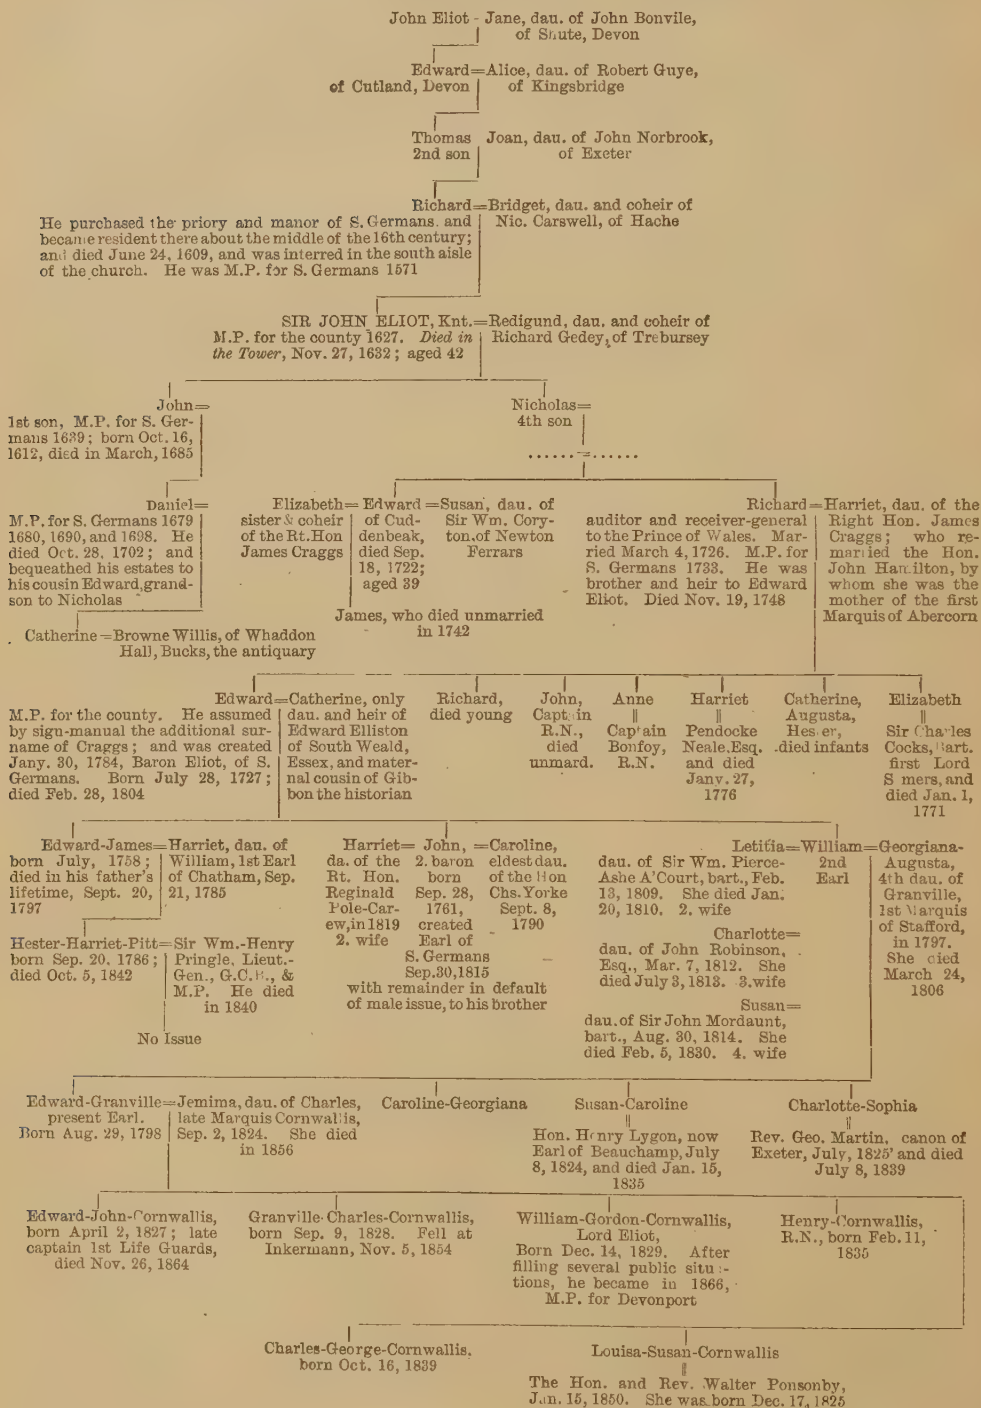 John Eliot - Jane, dau. of John Bonvile,
of Shute, Devon
Edward=Alice, dau. of Robert Guye,
of Cutland, Devon of Kingsbridge
Thomas Joan, dau. of John Norbrook,
2nd son of Exeter
Richard=Bridget, dau. and coheir of
Nic. Carswell, of Hache
He purchased the priory and manor of S. Germans and
became resident there about the middle of the 16th century;
and died June 24, 1609, and was interred in the south aisle
of the church. He was M.P. for S. Germans 1571
SIR JOHN ELIOT, Knt.=Redigund, dau. and coheir of
M.P. for the county 1627. Died in Richard Gedey, of Trebursey
the Tower, Nov. 27, 1632; aged 42
John=
1st son, M.P. for S. Ger-
mans 1639; born Oct. 16,
1612, died in March, 1685
Nicholas=
4th son
......=......
Daniel=
M.P. for S. Germans 1679
1680, 1690, and 1698. He
died Oct. 28, 1702; and
bequeathed his estates to
his cousin Edward, grand-
son to Nicholas
Elizabeth=
sister & coheir
of the Rt. Hon
James Craggs
Edward
of Cud-
denbeak,
died Sep.
18, 1722;
aged 39
=Susan, dau. of
Sir Wm. Cory-
ton, of Newton
Ferrars
James, who died unmarried
in 1742
Richard=
auditor and receiver-general
to the Prince of Wales. Mar-
ried March 4, 1726. M.P. for
S. Germans 1733. He was
brother and heir to Edward
Eliot. Died Nov. 19, 1748
Harriet, dau. of the
Right Hon. James
Craggs; who re-
married the Hon.
John Hamilton, by
whom she was the
mother of the first
Marquis of Abercorn
Catherine=Browne Willis, of Whaddon
Hall, Bucks, the antiquary
Edward=
M.P. for the county. He assumed
by sign-manual the additional sur-
name of Craggs; and was created
Jany. 30, 1784, Baron Eliot, of S.
Germans. Born July 28, 1727;
died Feb. 28, 1804
Catherine, only
dau. and heir of
Edward Elliston
of South Weald,
Essex, and mater-
nal cousin of Gib-
bon the historian
Richard,
died young
John,
Captain
R.N.,
died
unmard.
Anne
||
Captain
Bonfoy,
R.N.
Harriet
||
Pendocke
Neale, Esq.
and died
Jany. 27,
1776
Catherine,
Augusta,
Hester,
died infants
Elizabeth
||
Sir Charles
Cocks, Bart.
first Lord
S mers, and
died Jan. 1,
1771
Edward-James=
born July, 1758;
died in his father's
lifetime, Sept. 20,
1797
Harriet, dau. of
William, 1st Earl
of Chatham, Sep.
21, 1785
Hester-Harriet-Pitt=
born Sep. 20, 1786;
died Oct. 5, 1842
Sir Wm.-Henry
Pringle, Lieut.-
Gen., G.C.B., &
M.P. He died
in 1840
No Issue
Harriet=
da. of the
Rt. Hon.
Reginald
Pole-Car-
ew, in 1819
2. wife
John,
2. baron
born
Sep. 28,
1761,
created
Earl of
S. Germans
Sep. 30, 1815
with remainder in default
of male issue, to his brother
=Caroline,
eldest dau.
of the Hon
Chs. Yorke
Sept. 8,
1790
Letitia=
dau. of Sir Wm. Pierce-
Ashe A'Court, bart., Feb.
13, 1809. She died Jan.
20, 1810. 2. wife
Charlotte=
dau. of John Robinson,
Esq., Mar. 7, 1812. She
died July 3, 1813. 3. wife
Susan=
dau. of Sir John Mordaunt,
bart., Aug. 30, 1814. She
died Feb. 5, 1830. 4. wife
William=
2nd
Earl
Georgiana-
Augusta,
4th dau. of
Granville,
1st Marquis
of Stafford,
in 1797.
She died
March 24,
1806
Edward-Granville=
present Earl.
Born Aug. 29, 1798
Jemima, dau. of Charles,
late Marquis Cornwallis,
Sep. 2, 1824. She died
in 1856
Caroline-Georgiana
Susan-Caroline
||
Hon. Henry Lygon, now
Earl of Beauchamp, July
8, 1824, and died Jan. 15,
1835
Charlotte-Sophia
||
Rev. Geo. Martin, canon of
Exeter, July, 1825' and died
July 8, 1839
Edward-John-Cornwallis,
born April 2, 1827; late
captain 1st Life Guards,
died Nov. 26, 1864
Granville-Charles-Cornwallis,
born Sep. 9, 1828. Fell at
Inkermann, Nov. 5, 1854
William-Gordon-Cornwallis,
Lord Eliot,
Born Dec. 14, 1829. After
filling several public situ-
tions, he became in 1866,
M.P. for Devonport
Henry-Cornwallis,
R.N., born Feb. 11,
1835
Charles-George-Cornwallis.
born Oct. 16, 1839
Louisa-Susan-Cornwallis
||
The Hon. and Rev. Walter Ponsonby,
Jan. 15, 1850. She was born Dec. 17, 1825